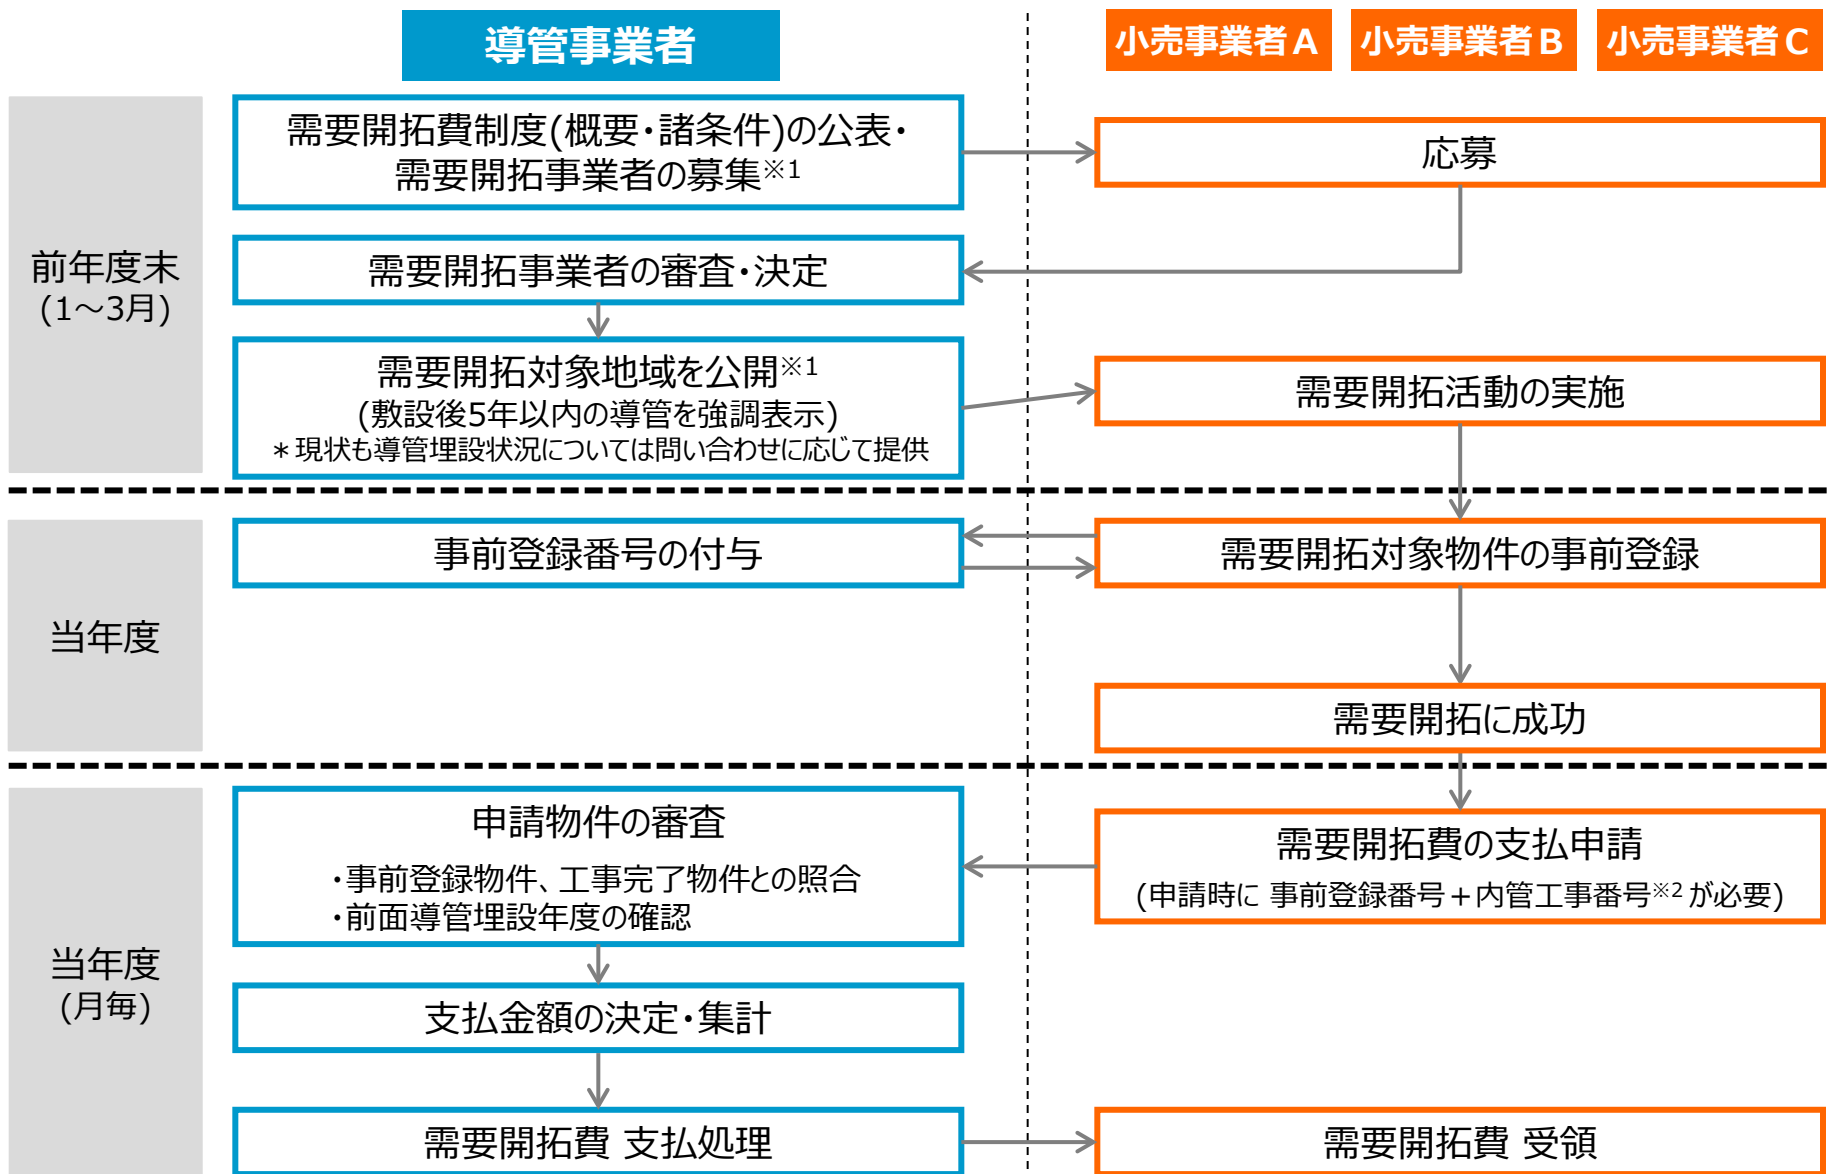 導管事業者
小売事業者A
小売事業者B
小売事業者C
前年度末
(1～3月)
需要開拓費制度(概要・諸条件)の公表・
需要開拓事業者の募集※1
応募
需要開拓事業者の審査・決定
需要開拓対象地域を公開※1
(敷設後5年以内の導管を強調表示)
＊現状も導管埋設状況については問い合わせに応じて提供
需要開拓活動の実施
当年度
事前登録番号の付与
需要開拓対象物件の事前登録
需要開拓に成功
当年度
(月毎)
申請物件の審査
・事前登録物件、工事完了物件との照合
・前面導管埋設年度の確認
需要開拓費の支払申請
(申請時に 事前登録番号＋内管工事番号※2 が必要)
支払金額の決定・集計
需要開拓費 支払処理
需要開拓費 受領